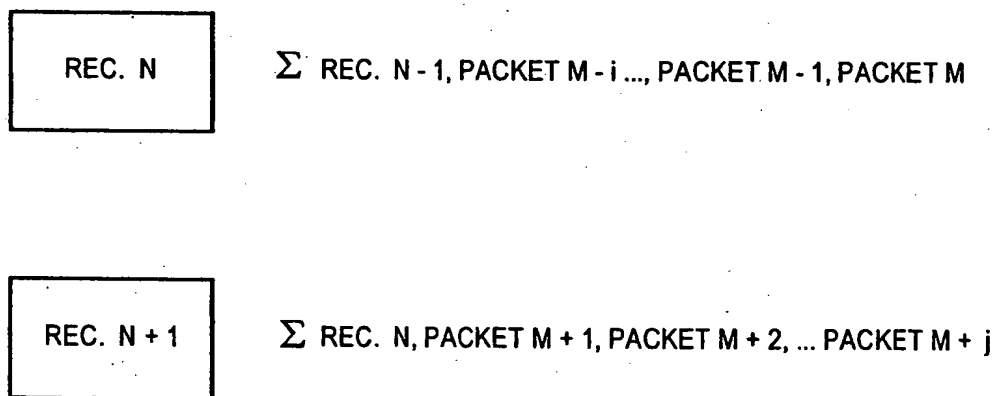 REC. N
Σ REC. N - 1, PACKET M - i ..., PACKET M - 1, PACKET M
REC. N + 1
Σ REC. N, PACKET M + 1, PACKET M + 2, ... PACKET M + j